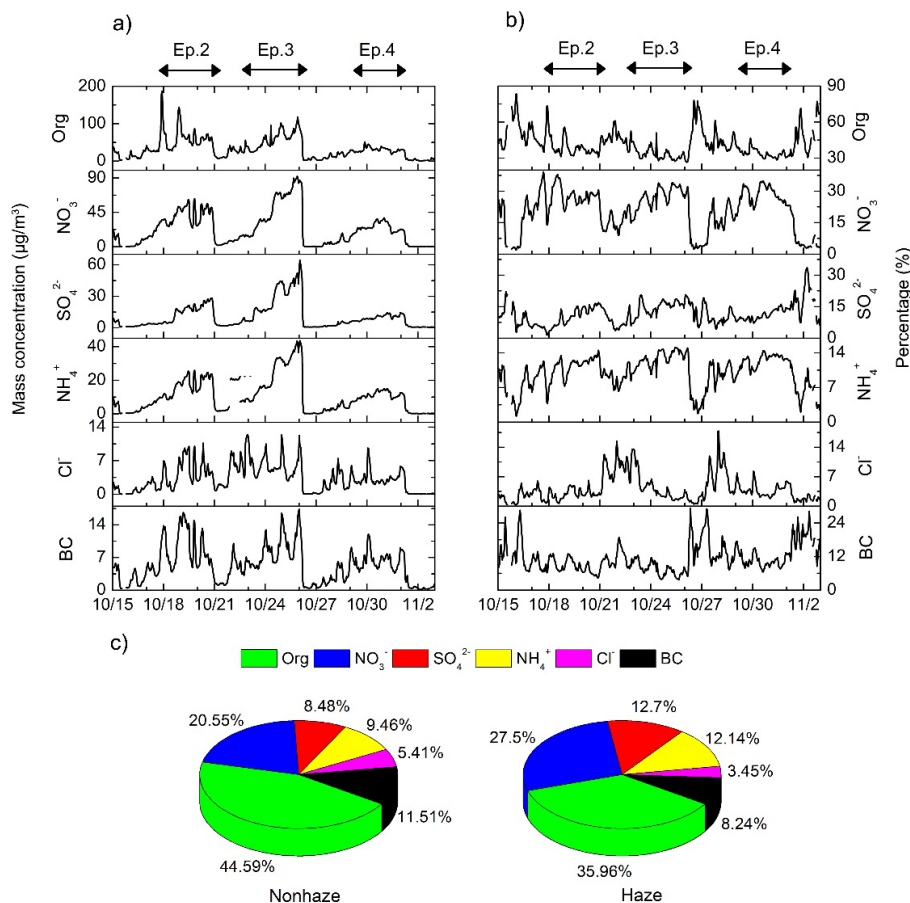 a)
Ep.2 Ep.3 Ep.4
Mass concentration (μg/m³)
Org
200
100
0
NO₃⁻
90
45
0
SO₄²⁻
60
30
0
NH₄⁺
40
20
0
Cl⁻
14
7
0
BC
14
7
0
10/15 10/18 10/21 10/24 10/27 10/30 11/2
b)
Ep.2 Ep.3 Ep.4
90
60
30
Org
45
30
15
0
NO₃⁻
45
30
15
0
SO₄²⁻
14
7
0
NH₄⁺
14
7
0
Cl⁻
24
12
0
BC
Percentage (%)
10/15 10/18 10/21 10/24 10/27 10/30 11/2
c)
Org NO₃⁻ SO₄²⁻ NH₄⁺ Cl⁻ BC
20.55%
8.48%
9.46%
5.41%
11.51%
44.59%
Nonhaze
27.5%
12.7%
12.14%
3.45%
8.24%
35.96%
Haze